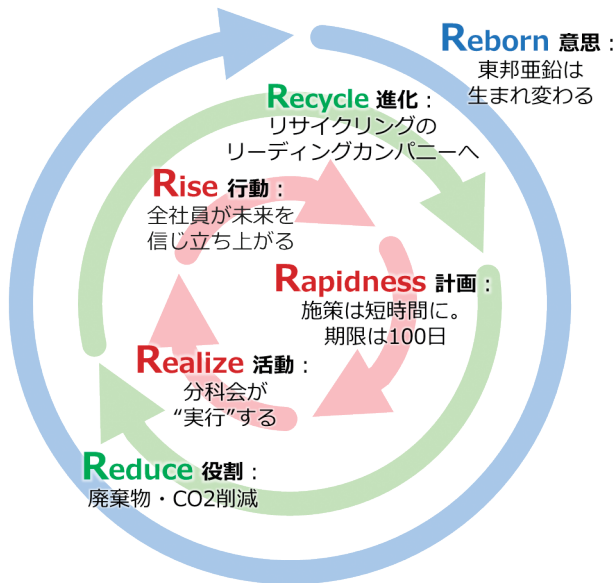 Reborn 意思：
東邦亜鉛は
生まれ変わる
Recycle 進化：
リサイクリングの
リーディングカンパニーへ
Rise 行動：
全社員が未来を
信じ立ち上がる
Rapidness 計画：
施策は短時間に。
期限は100日
Realize 活動：
分科会が
“実行”する
Reduce 役割：
廃棄物・CO2削減